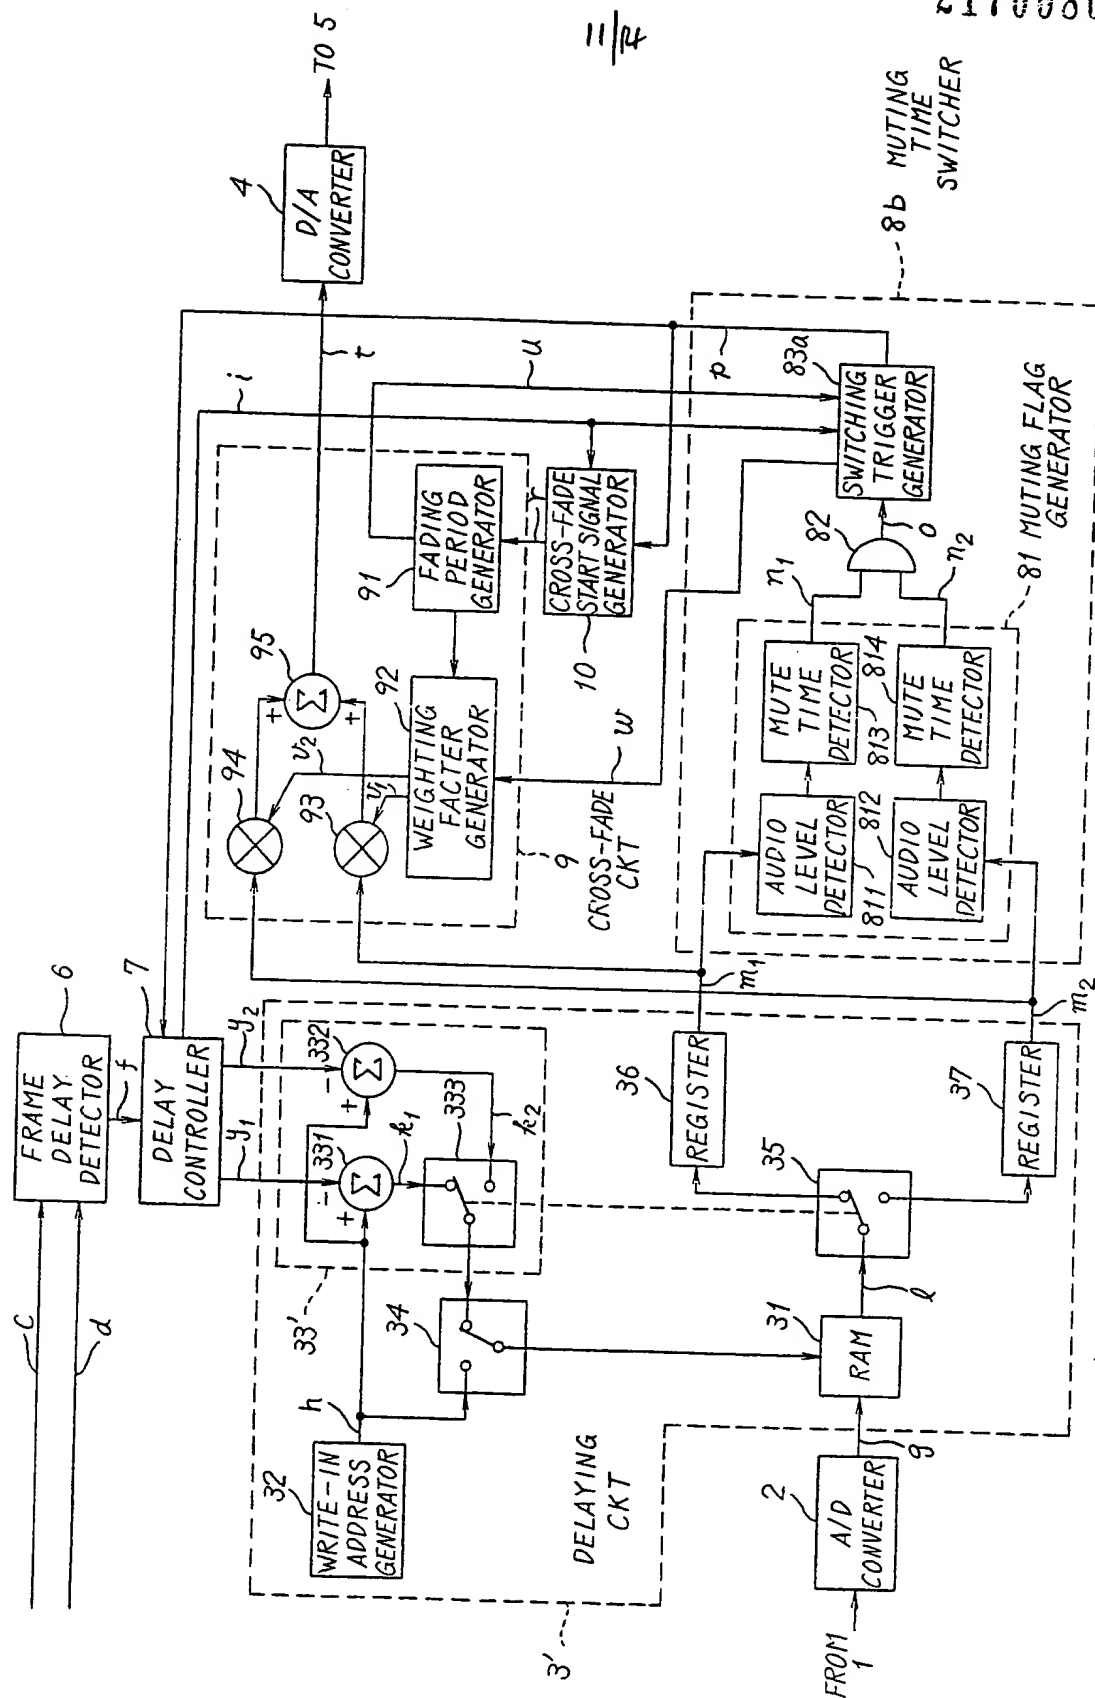 11/14
TO 5
4
D/A
CONVERTER
t
i
u
p
8b MUTING
TIME
SWITCHER
6
FRAME
DELAY
DETECTOR
C
d
f
7
DELAY
CONTROLLER
y1
y2
9
CROSS-FADE
CKT
91
FADING
PERIOD
GENERATOR
92
WEIGHTING
FACTER
GENERATOR
93
94
95
Σ
+
+
v1
v2
r
10
CROSS-FADE
START SIGNAL
GENERATOR
w
83a
SWITCHING
TRIGGER
GENERATOR
82
o
n1
n2
81 MUTING FLAG
GENERATOR
813
MUTE
TIME
DETECTOR
814
MUTE
TIME
DETECTOR
811
AUDIO
LEVEL
DETECTOR
812
AUDIO
LEVEL
DETECTOR
m1
m2
36
REGISTER
37
REGISTER
35
331
Σ
+
-
332
Σ
+
-
k1
k2
333
33'
34
h
32
WRITE-IN
ADDRESS
GENERATOR
31
RAM
l
g
2
A/D
CONVERTER
FROM
1
DELAYING
CKT
3'